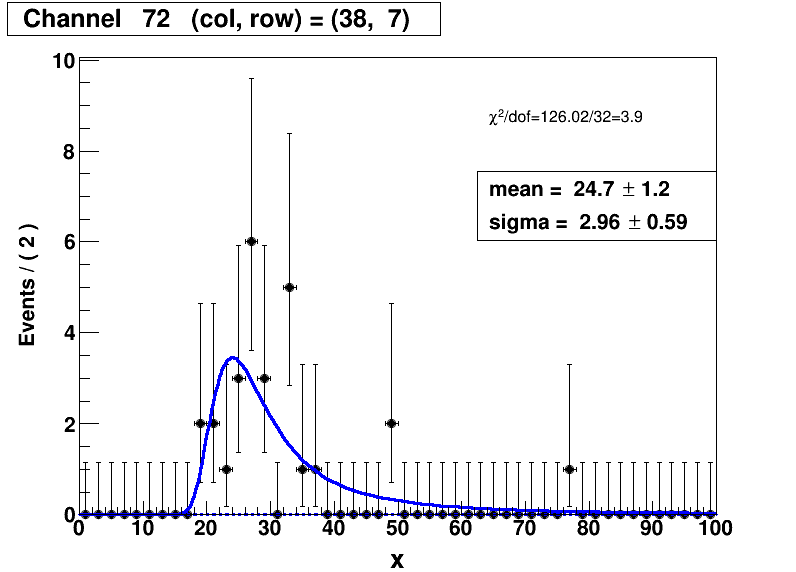 Channel 72 (col, row) = (38, 7)
χ²/dof=126.02/32=3.9
mean = 24.7 ± 1.2
sigma = 2.96 ± 0.59
Events / ( 2 )
10
8
6
4
2
0
0 10 20 30 40 50 60 70 80 90 100
x